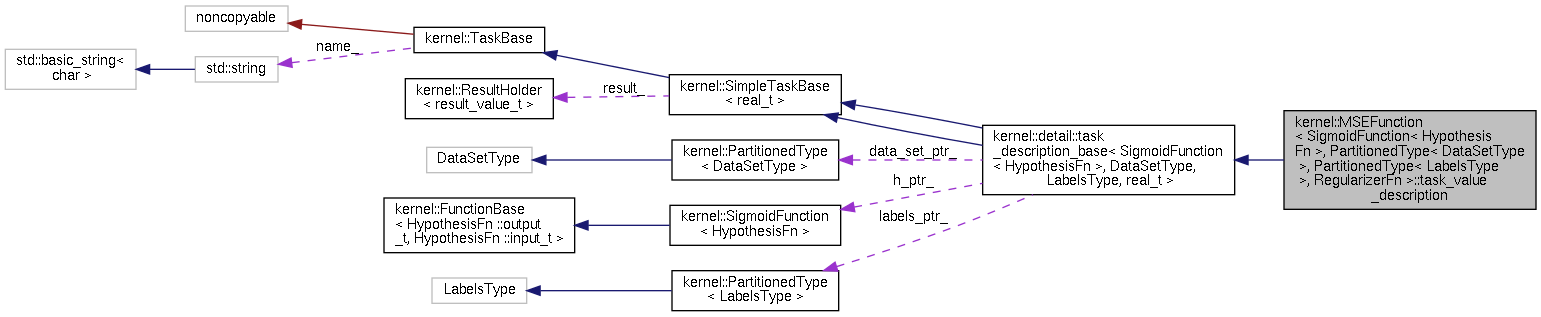 noncopyable
kernel::TaskBase
name_
std::basic_string<
char >
std::string
kernel::SimpleTaskBase
< real_t >
kernel::ResultHolder
< result_value_t >
result_
kernel::MSEFunction
< SigmoidFunction< Hypothesis
Fn >, PartitionedType< DataSetType
>, PartitionedType< LabelsType
>, RegularizerFn >::task_value
_description
kernel::detail::task
_description_base< SigmoidFunction
< HypothesisFn >, DataSetType,
LabelsType, real_t >
DataSetType
kernel::PartitionedType
< DataSetType >
data_set_ptr_
h_ptr_
kernel::FunctionBase
< HypothesisFn ::output
_t, HypothesisFn ::input_t >
kernel::SigmoidFunction
< HypothesisFn >
labels_ptr_
LabelsType
kernel::PartitionedType
< LabelsType >